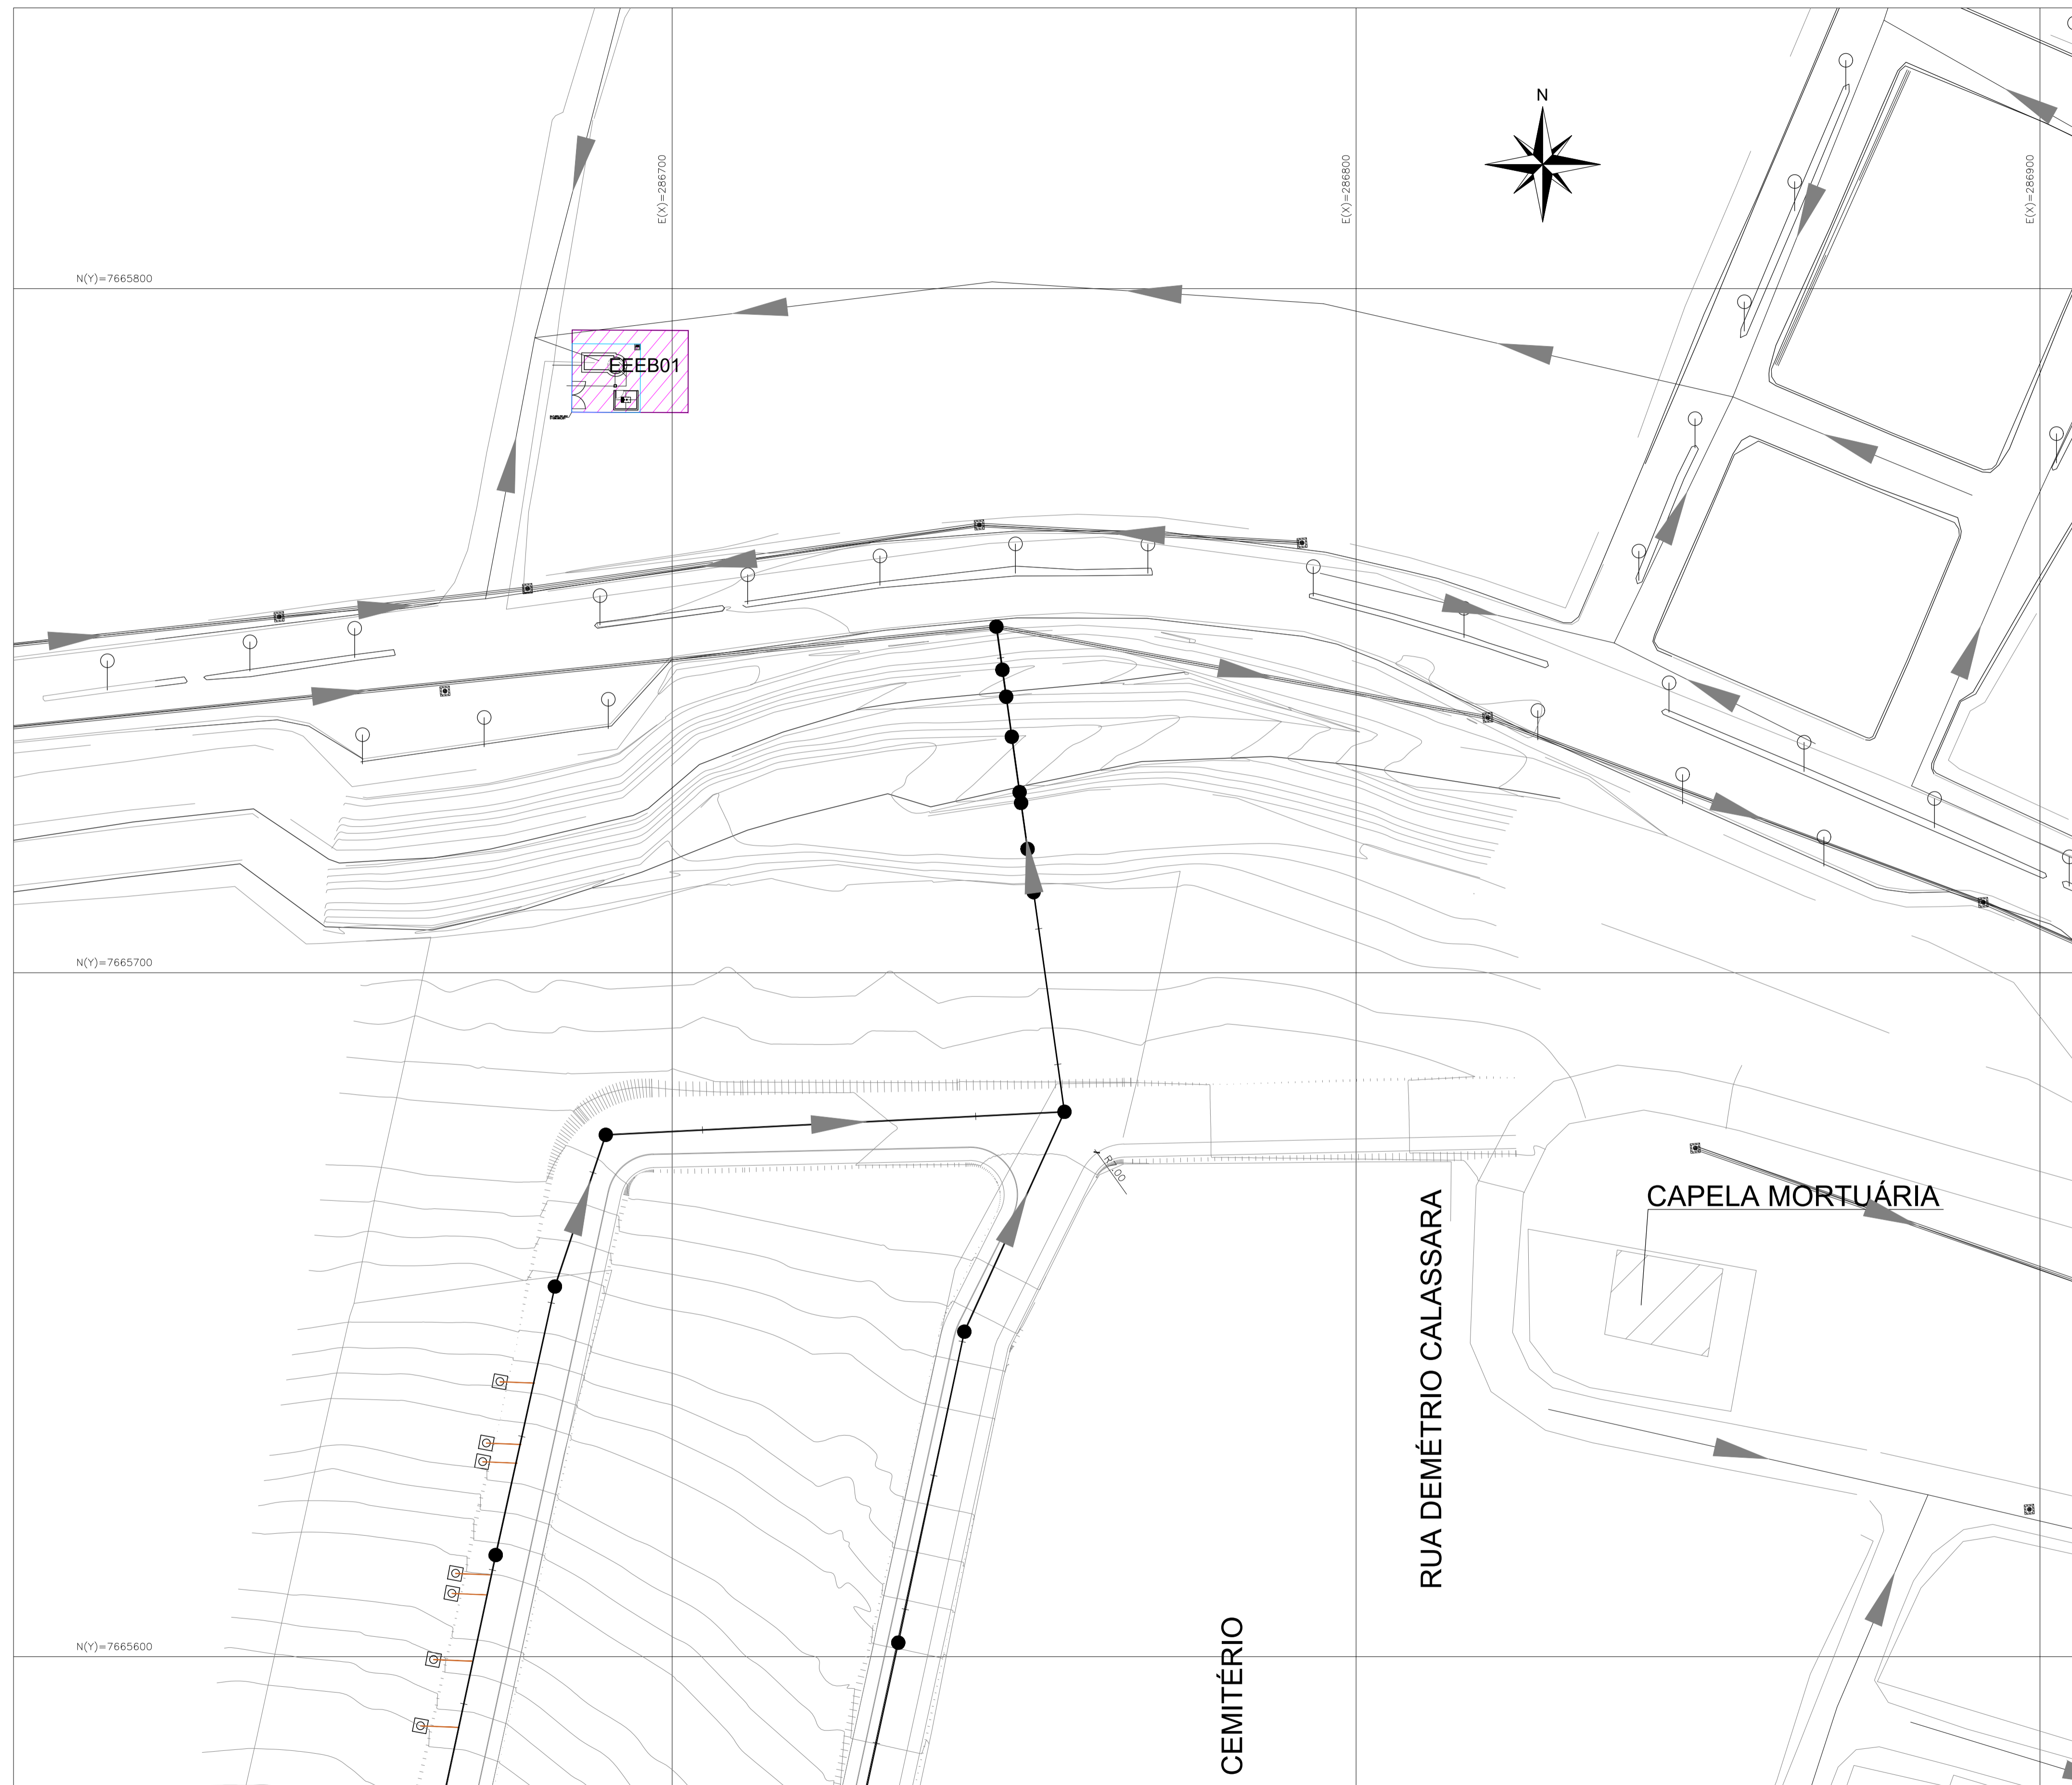 N
E(X)=286700
E(X)=286800
E(X)=286900
N(Y)=7665800
EEEB01
N(Y)=7665700
CAPELA MORTUÁRIA
RUA DEMÉTRIO CALASSARA
CEMITÉRIO
N(Y)=7665600